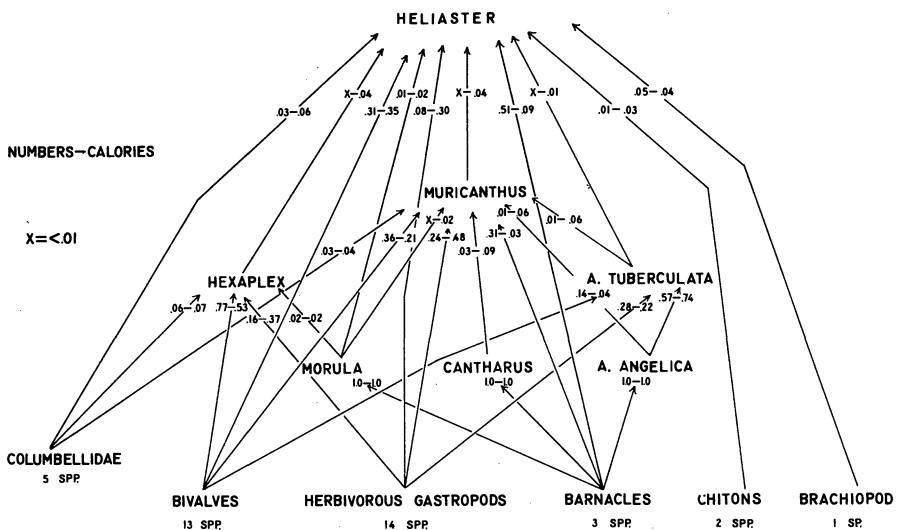 HELIASTER
X-.04
.01-.02
X-.04
X-.01
.05-.04
.03-.06
.31-.35
.08-.30
.51-.09
.01-.03
NUMBERS-CALORIES
MURICANTHUS
X-.02
.01-.06
.01-.06
X=<.01
.36-.21
.24-.48
.31-.03
.03-.04
.03-.09
HEXAPLEX
A. TUBERCULATA
.14-.04
.57-.74
.06-.07
.77-.53
.28-.22
.16-.37
.02-.02
MORULA
CANTHARUS
A. ANGELICA
1.0-1.0
1.0-1.0
1.0-1.0
COLUMBELLIDAE
5 SPP.
BIVALVES
HERBIVOROUS GASTROPODS
BARNACLES
CHITONS
BRACHIOPOD
13 SPP.
14 SPP.
3 SPP.
2 SPP.
1 SP.